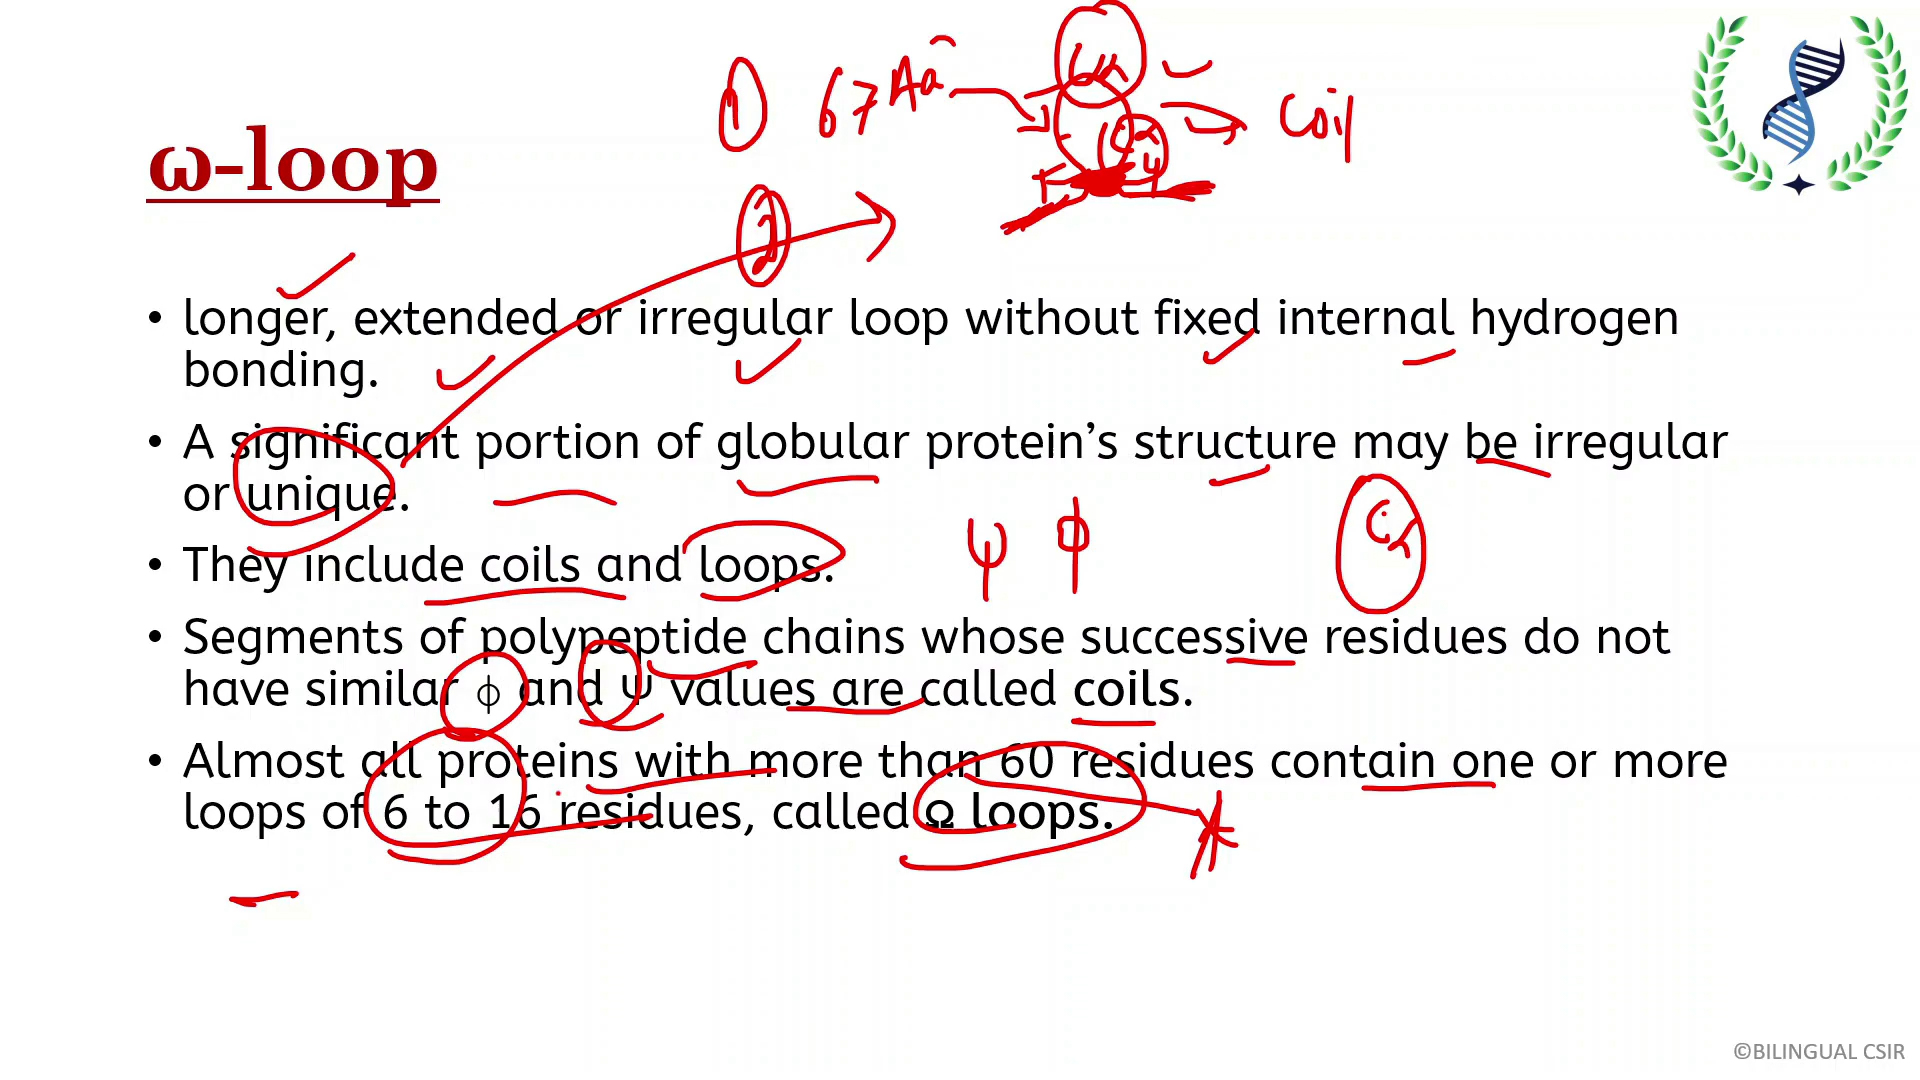 ① 67 Aa → Coil
ω-loop
②
• longer, extended or irregular loop without fixed internal hydrogen
bonding.
• A significant portion of globular protein’s structure may be irregular
or unique.
• They include coils and loops.
ψ ϕ
• Segments of polypeptide chains whose successive residues do not
have similar ϕ and Ψ values are called coils.
• Almost all proteins with more than 60 residues contain one or more
loops of 6 to 16 residues, called Ω loops.
©BILINGUAL CSIR